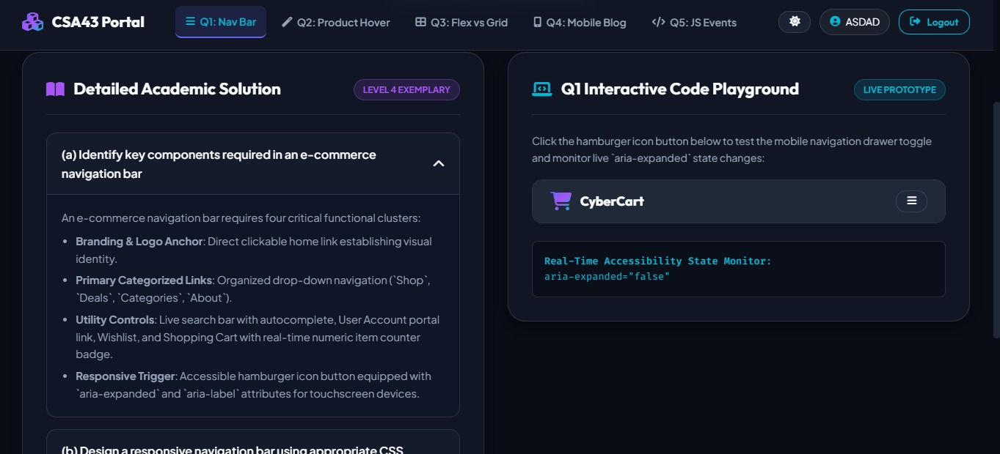 CSA43 Portal
Q1: Nav Bar
Q2: Product Hover
Q3: Flex vs Grid
Q4: Mobile Blog
Q5: JS Events
ASDAD
Logout
Detailed Academic Solution
LEVEL 4 EXEMPLARY
(a) Identify key components required in an e-commerce
navigation bar
An e-commerce navigation bar requires four critical functional clusters:
• Branding & Logo Anchor: Direct clickable home link establishing visual
identity.
• Primary Categorized Links: Organized drop-down navigation (`Shop`,
`Deals`, `Categories`, `About`).
• Utility Controls: Live search bar with autocomplete, User Account portal
link, Wishlist, and Shopping Cart with real-time numeric item counter
badge.
• Responsive Trigger: Accessible hamburger icon button equipped with
`aria-expanded` and `aria-label` attributes for touchscreen devices.
(b) Design a responsive navigation bar using appropriate CSS
Q1 Interactive Code Playground
LIVE PROTOTYPE
Click the hamburger icon button below to test the mobile navigation drawer toggle
and monitor live `aria-expanded` state changes:
CyberCart
Real-Time Accessibility State Monitor:
aria-expanded="false"